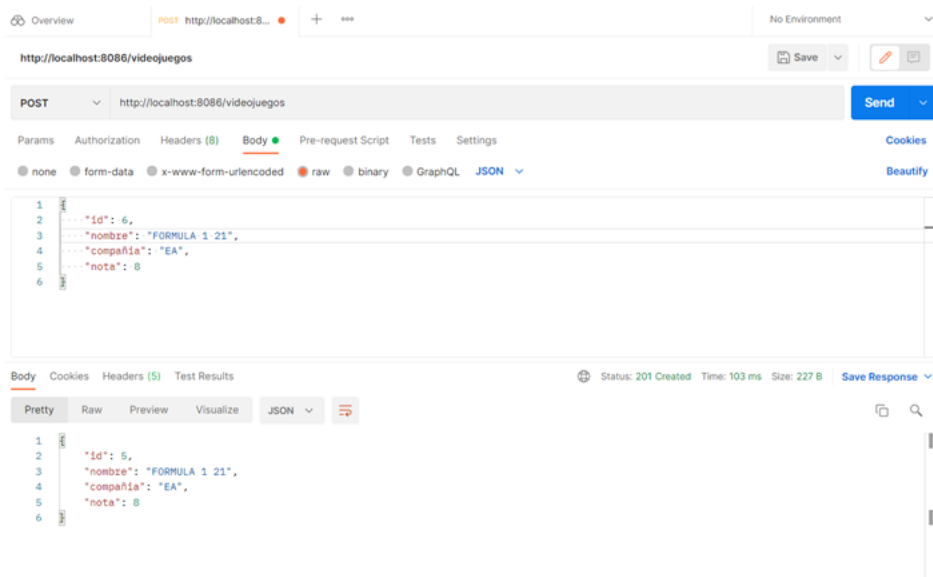 Overview POST http://localhost:8... No Environment
http://localhost:8086/videojuegos Save
POST http://localhost:8086/videojuegos Send
Params Authorization Headers (8) Body Pre-request Script Tests Settings Cookies
none form-data x-www-form-urlencoded raw binary GraphQL JSON Beautify
1 {
2 "id": 6,
3 "nombre": "FORMULA 1 21",
4 "compañia": "EA",
5 "nota": 8
6 }
Body Cookies Headers (5) Test Results Status: 201 Created Time: 103 ms Size: 227 B Save Response
Pretty Raw Preview Visualize JSON
1 {
2 "id": 5,
3 "nombre": "FORMULA 1 21",
4 "compañia": "EA",
5 "nota": 8
6 }